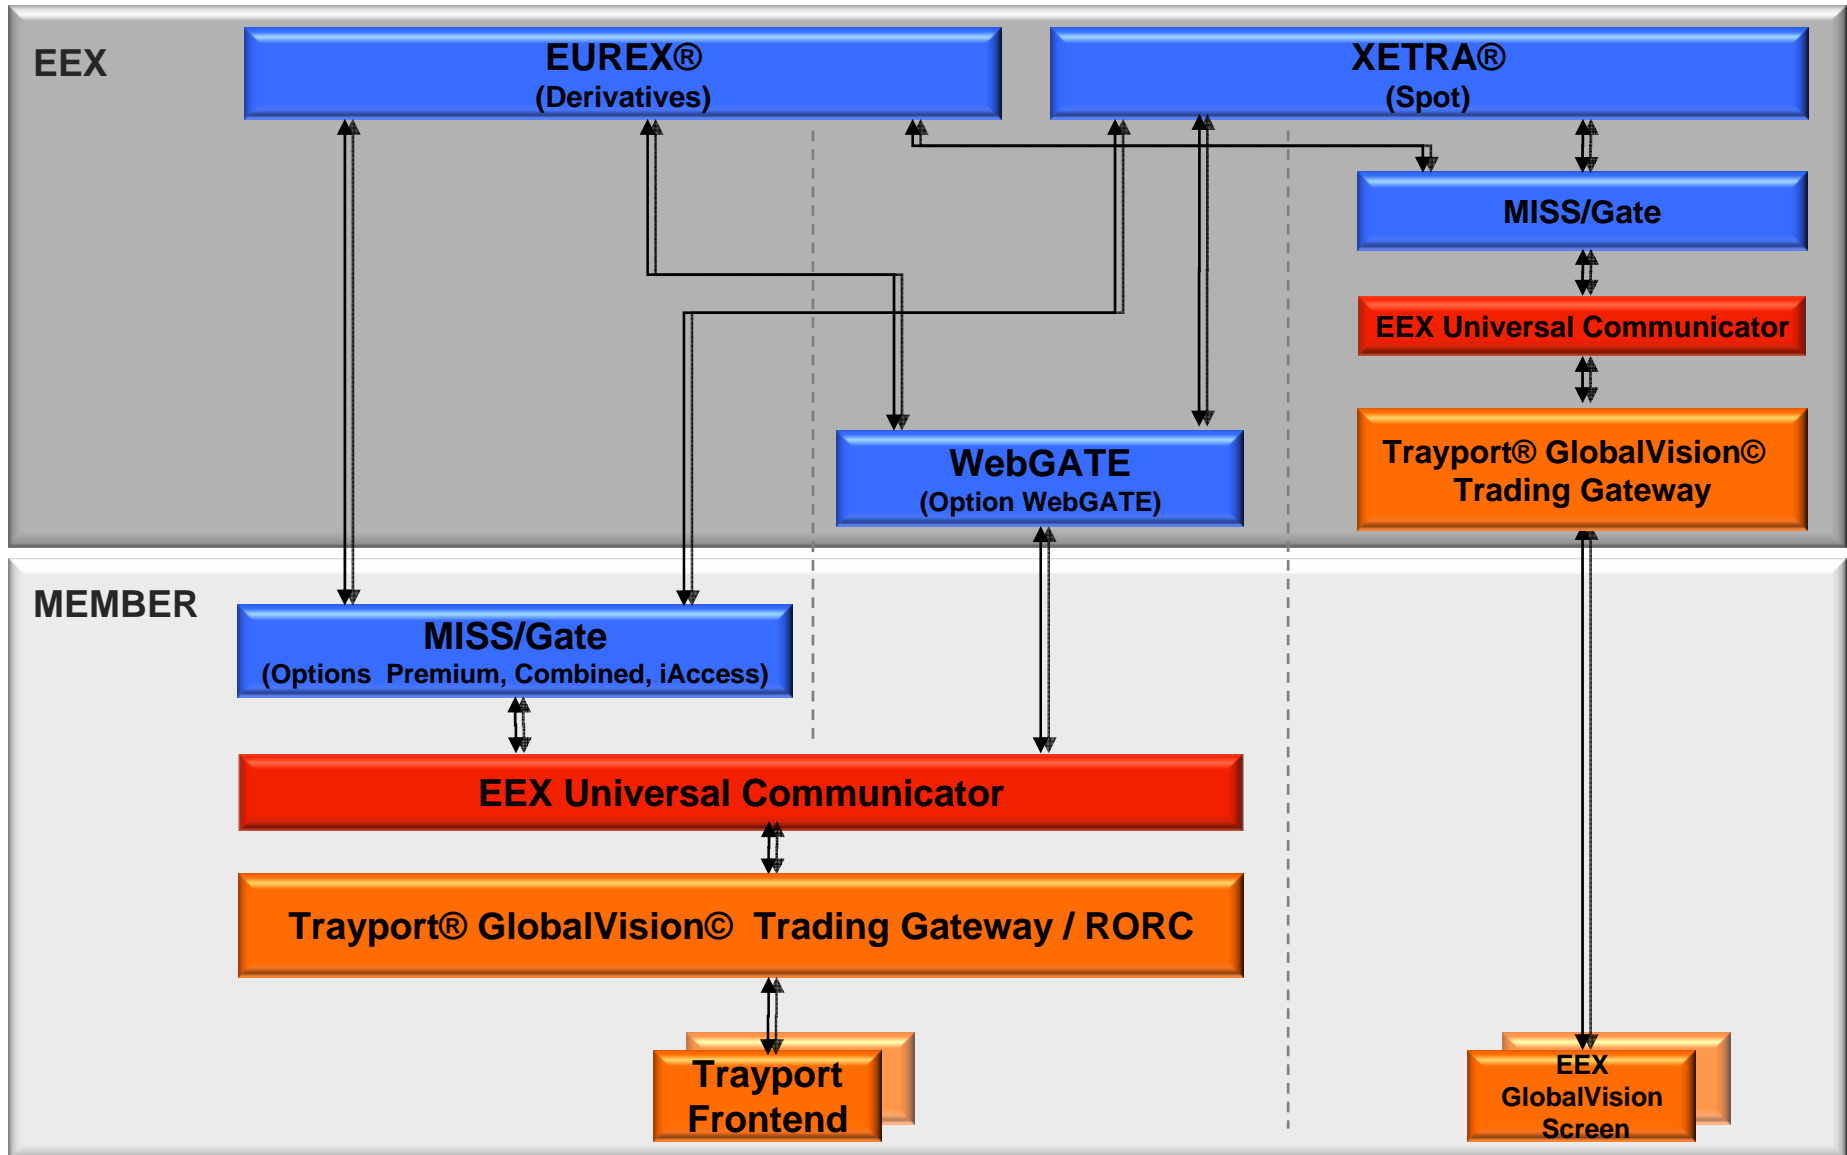 EEX
EUREX®
(Derivatives)
XETRA®
(Spot)
MISS/Gate
EEX Universal Communicator
Trayport® GlobalVision©
Trading Gateway
WebGATE
(Option WebGATE)
MEMBER
MISS/Gate
(Options Premium, Combined, iAccess)
EEX Universal Communicator
Trayport® GlobalVision© Trading Gateway / RORC
Trayport
Frontend
EEX
GlobalVision
Screen